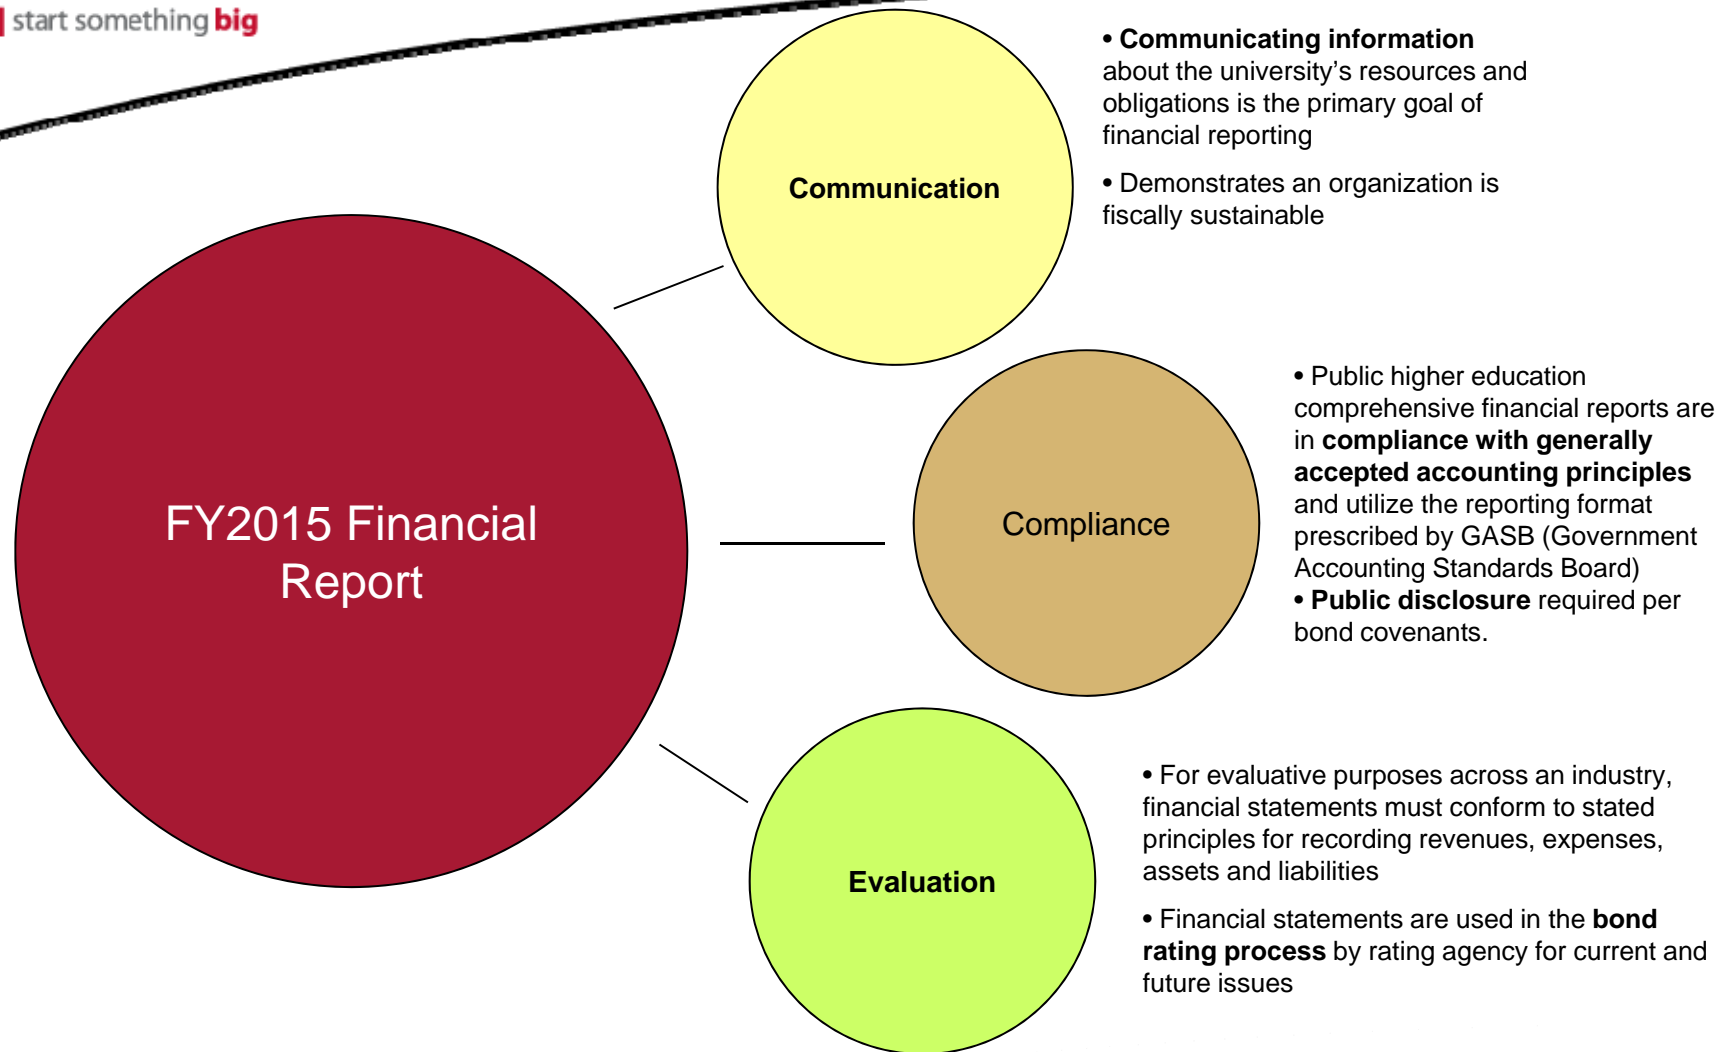 start something big
• Communicating information
about the university’s resources and
obligations is the primary goal of
financial reporting
• Demonstrates an organization is
fiscally sustainable
Communication
FY2015 Financial
Report
Compliance
• Public higher education
comprehensive financial reports are
in compliance with generally
accepted accounting principles
and utilize the reporting format
prescribed by GASB (Government
Accounting Standards Board)
• Public disclosure required per
bond covenants.
Evaluation
• For evaluative purposes across an industry,
financial statements must conform to stated
principles for recording revenues, expenses,
assets and liabilities
• Financial statements are used in the bond
rating process by rating agency for current and
future issues